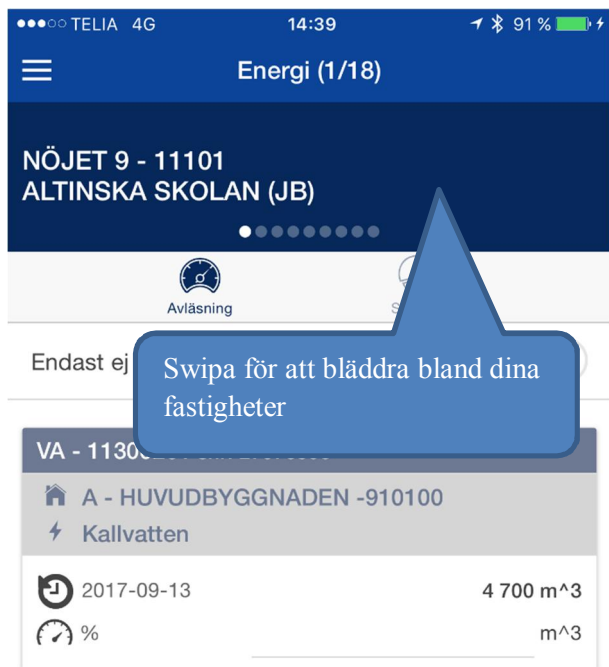 TELIA 4G 14:39 91 %
Energi (1/18)
NÖJET 9 - 11101
ALTINSKA SKOLAN (JB)
Avläsning
Endast ej
Swipa för att bläddra bland dina
fastigheter
VA -
A - HUVUDBYGGNADEN -910100
Kallvatten
2017-09-13 4 700 m^3
% m^3